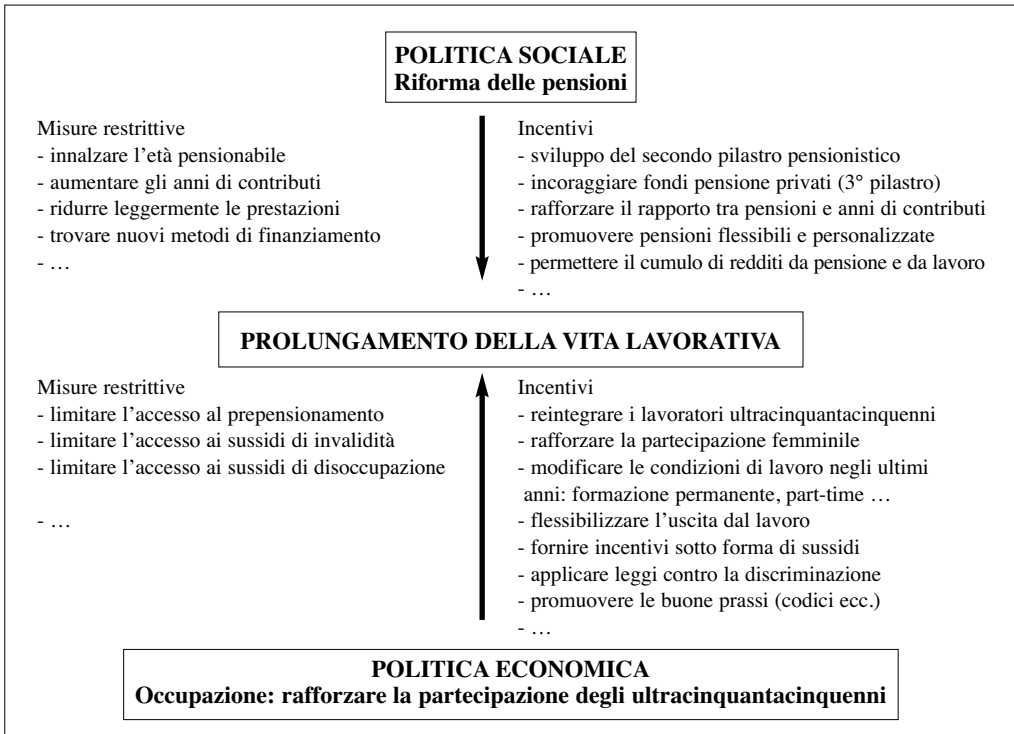 POLITICA SOCIALE
Riforma delle pensioni
Misure restrittive
- innalzare l’età pensionabile
- aumentare gli anni di contributi
- ridurre leggermente le prestazioni
- trovare nuovi metodi di finanziamento
- …
Incentivi
- sviluppo del secondo pilastro pensionistico
- incoraggiare fondi pensione privati (3° pilastro)
- rafforzare il rapporto tra pensioni e anni di contributi
- promuovere pensioni flessibili e personalizzate
- permettere il cumulo di redditi da pensione e da lavoro
- …
PROLUNGAMENTO DELLA VITA LAVORATIVA
Misure restrittive
- limitare l’accesso al prepensionamento
- limitare l’accesso ai sussidi di invalidità
- limitare l’accesso ai sussidi di disoccupazione
- …
Incentivi
- reintegrare i lavoratori ultracinquantacinquenni
- rafforzare la partecipazione femminile
- modificare le condizioni di lavoro negli ultimi
anni: formazione permanente, part-time …
- flessibilizzare l’uscita dal lavoro
- fornire incentivi sotto forma di sussidi
- applicare leggi contro la discriminazione
- promuovere le buone prassi (codici ecc.)
- …
POLITICA ECONOMICA
Occupazione: rafforzare la partecipazione degli ultracinquantacinquenni